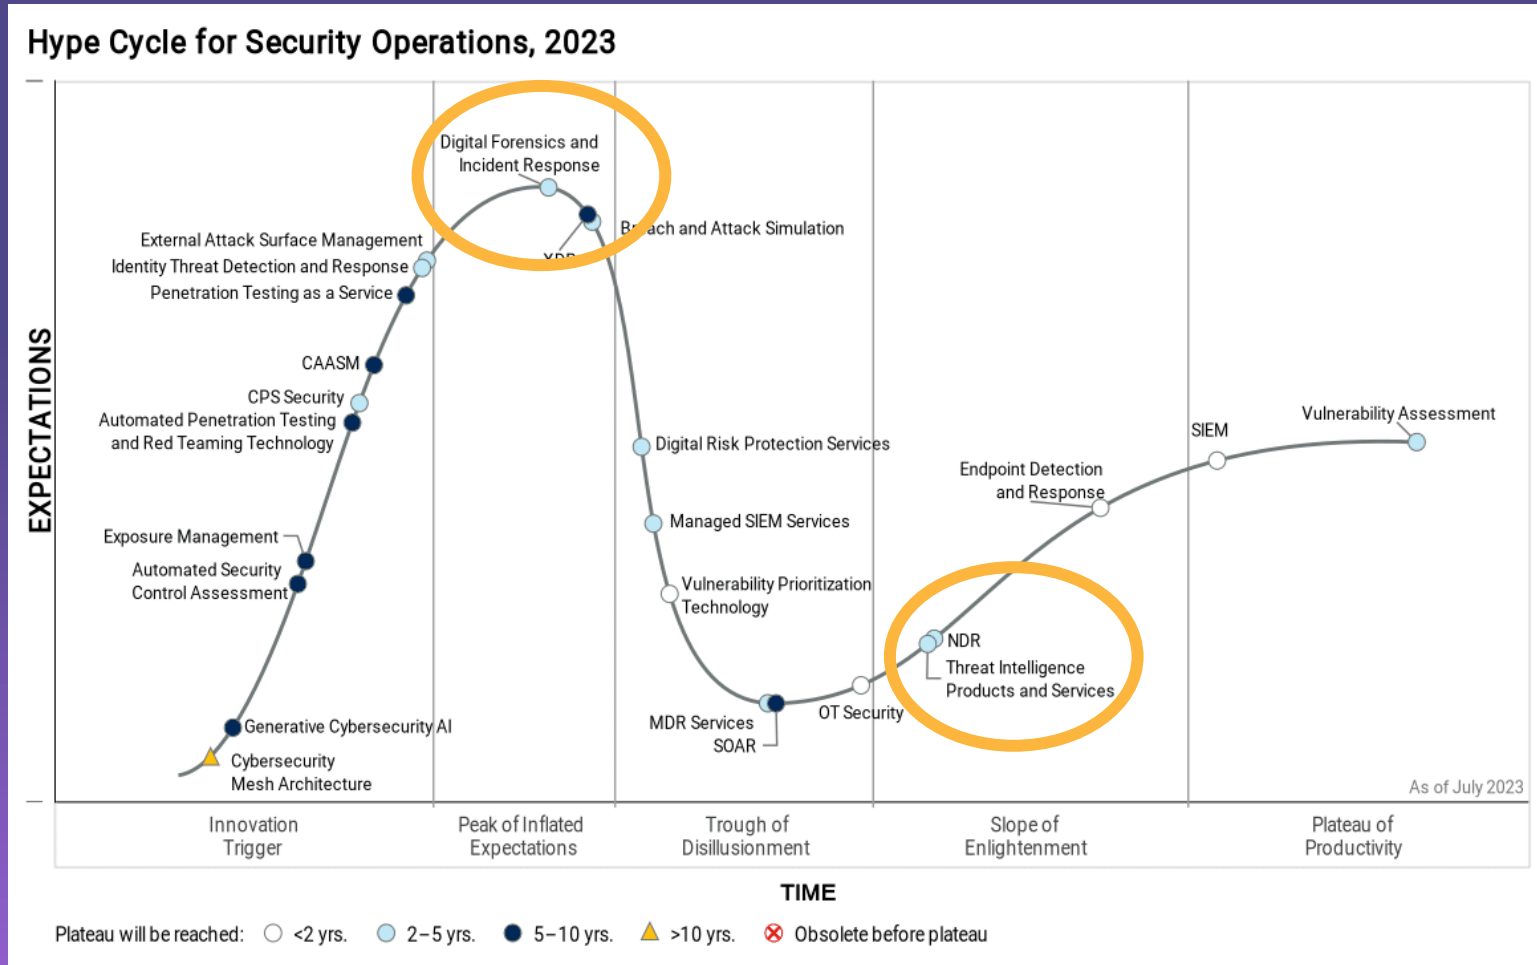 Hype Cycle for Security Operations, 2023
Digital Forensics and
Incident Response
Breach and Attack Simulation
XDR
External Attack Surface Management
Identity Threat Detection and Response
Penetration Testing as a Service
CAASM
CPS Security
Automated Penetration Testing
and Red Teaming Technology
Exposure Management
Automated Security
Control Assessment
Generative Cybersecurity AI
Cybersecurity
Mesh Architecture
Digital Risk Protection Services
Managed SIEM Services
Vulnerability Prioritization
Technology
MDR Services
SOAR
OT Security
NDR
Threat Intelligence
Products and Services
Endpoint Detection
and Response
SIEM
Vulnerability Assessment
EXPECTATIONS
As of July 2023
Innovation
Trigger
Peak of Inflated
Expectations
Trough of
Disillusionment
Slope of
Enlightenment
Plateau of
Productivity
TIME
Plateau will be reached: <2 yrs. 2–5 yrs. 5–10 yrs. >10 yrs. Obsolete before plateau